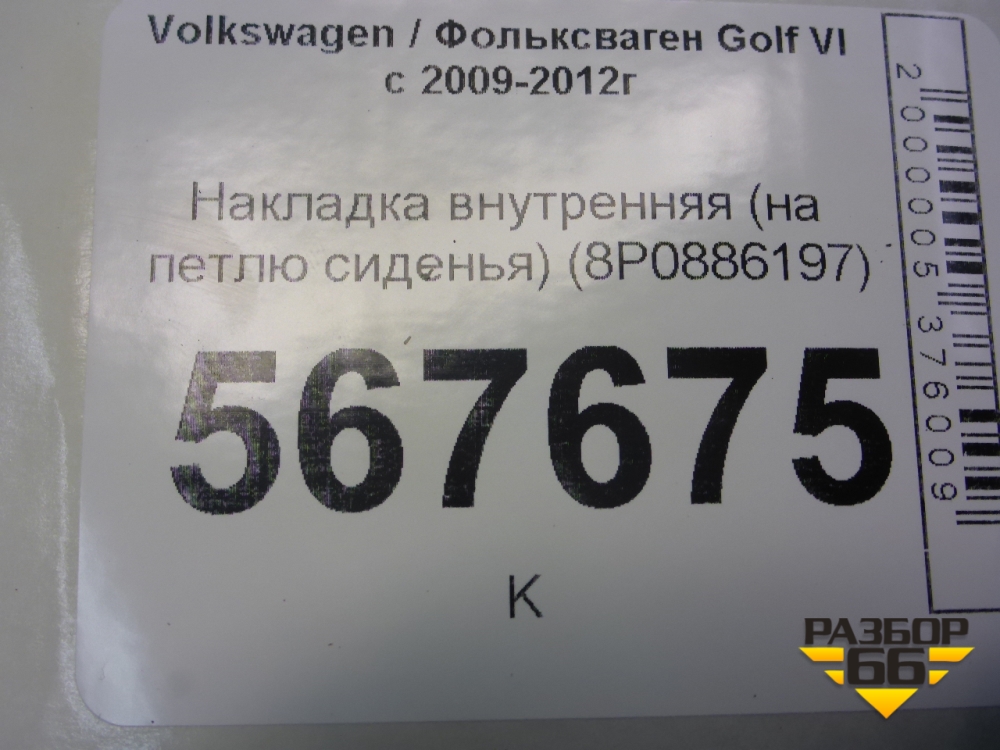 Volkswagen / Фольксваген Golf VI
с 2009-2012г
Накладка внутренняя (на
петлю сиденья) (8P0886197)
567675
К
2000005376009
РАЗБОР
66